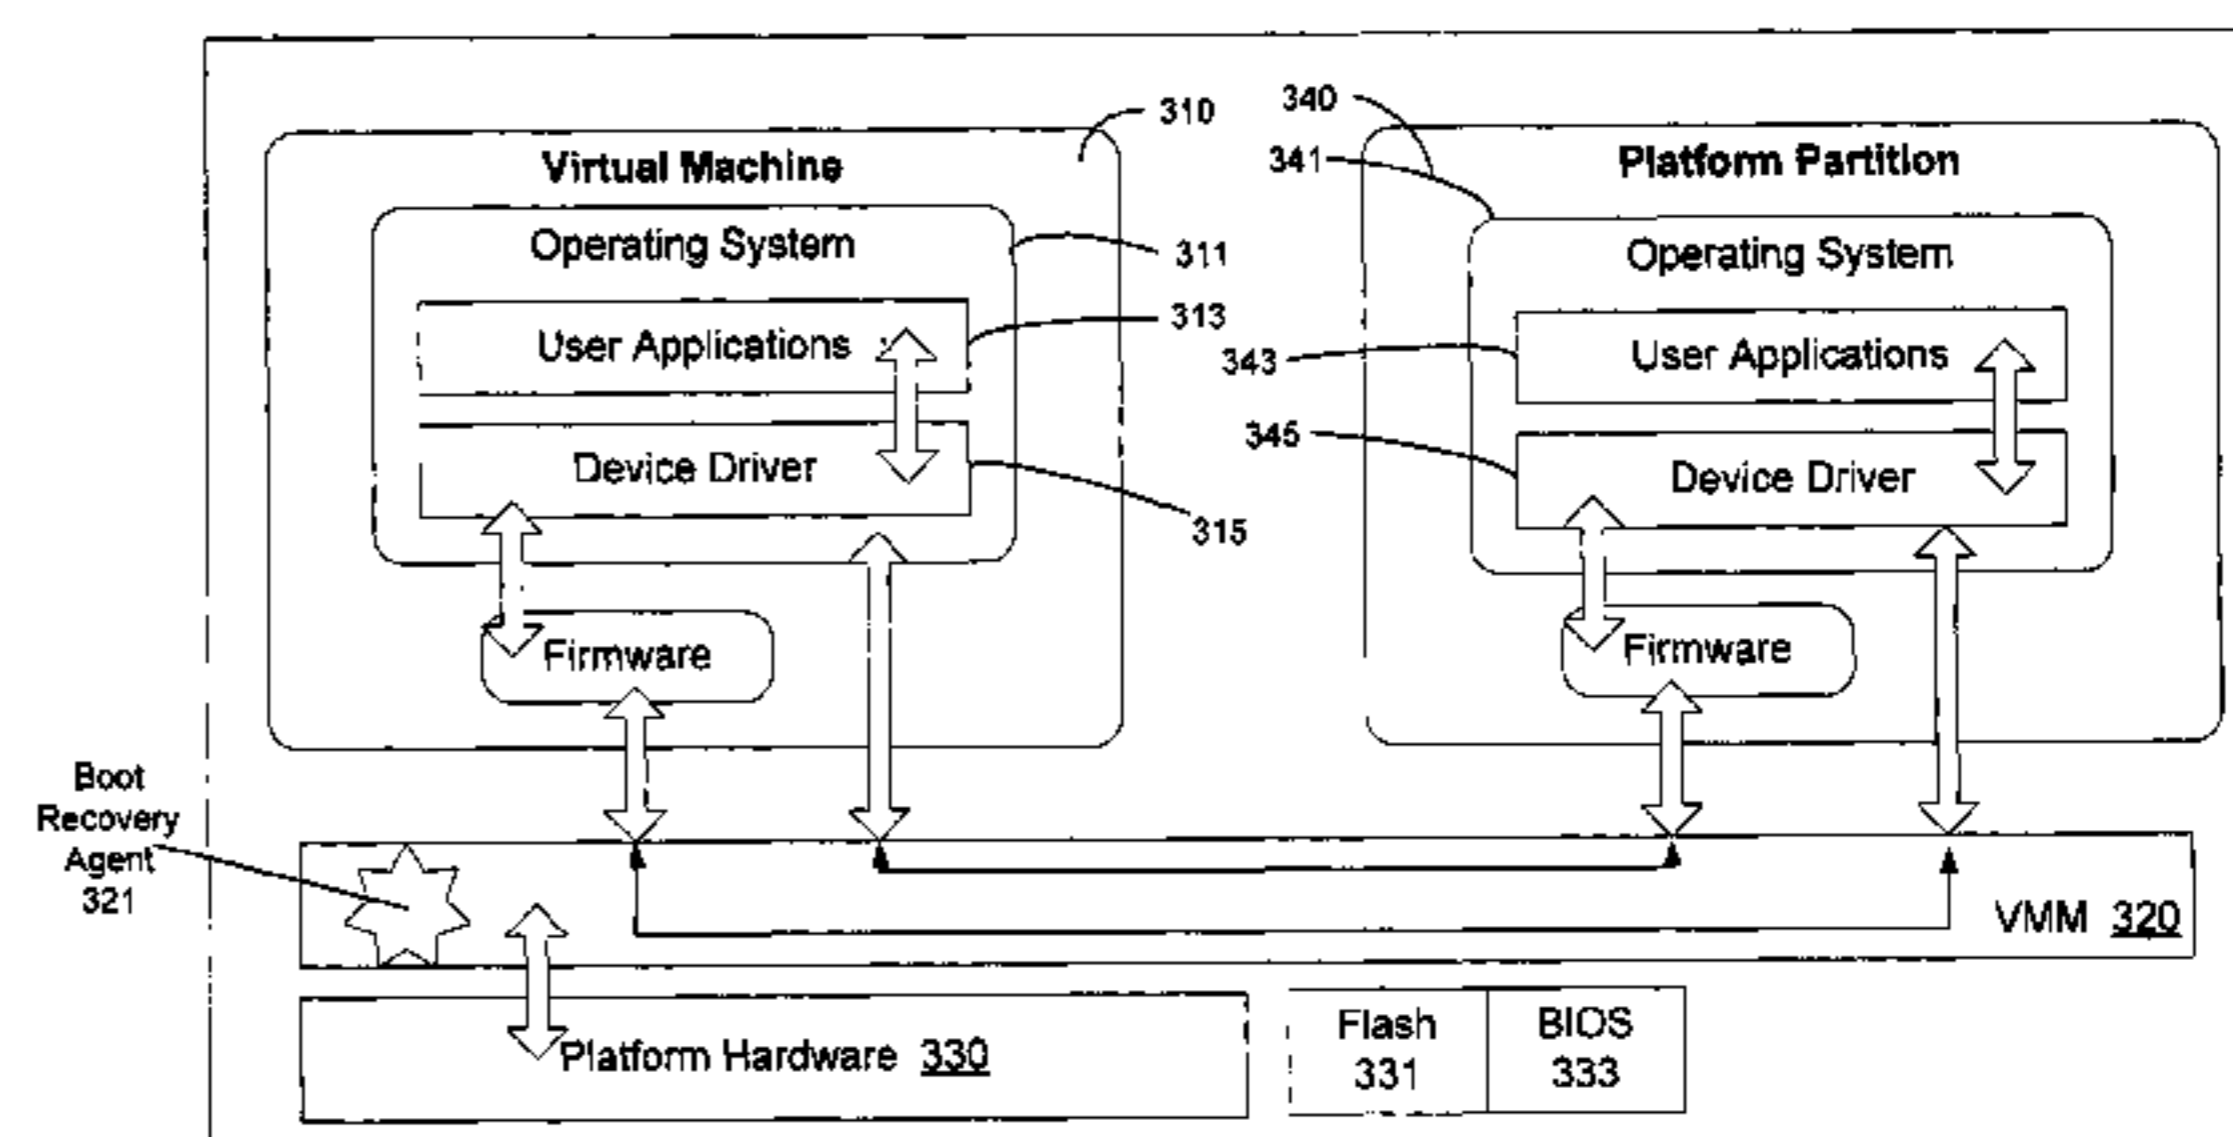 310
340
Virtual Machine
341
Platform Partition
Operating System
311
Operating System
User Applications
313
343
User Applications
Device Driver
345
Device Driver
315
Firmware
Firmware
Boot
Recovery
Agent
321
VMM 320
Platform Hardware 330
Flash
331
BIOS
333